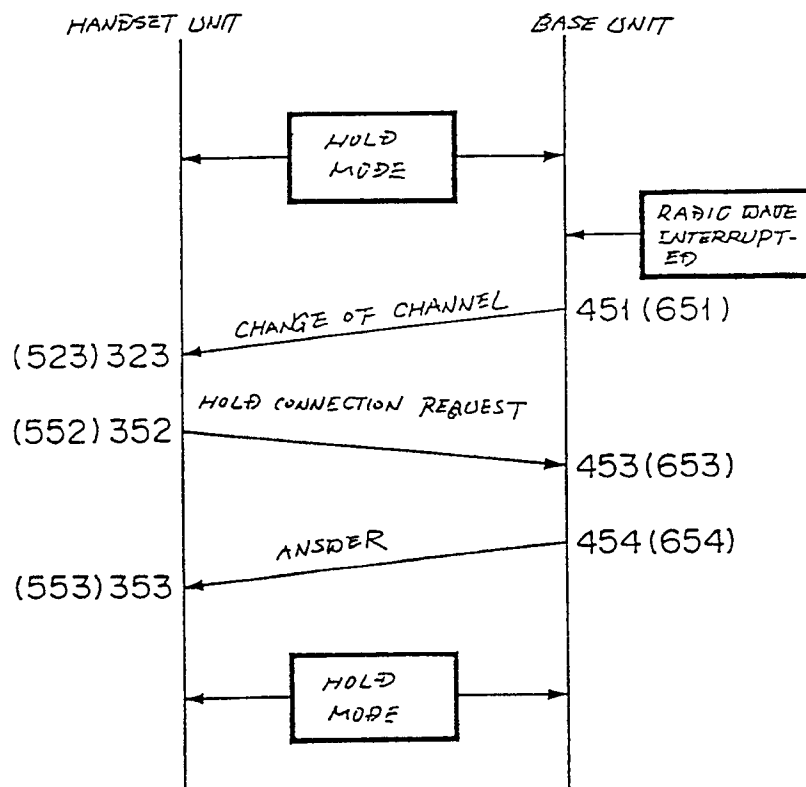 HANDSET UNIT
BASE UNIT
HOLD
MODE
RADIO WAVE
INTERRUPT-
ED
CHANGE OF CHANNEL
451(651)
(523)323
HOLD CONNECTION REQUEST
(552)352
453(653)
ANSWER
454(654)
(553)353
HOLD
MODE